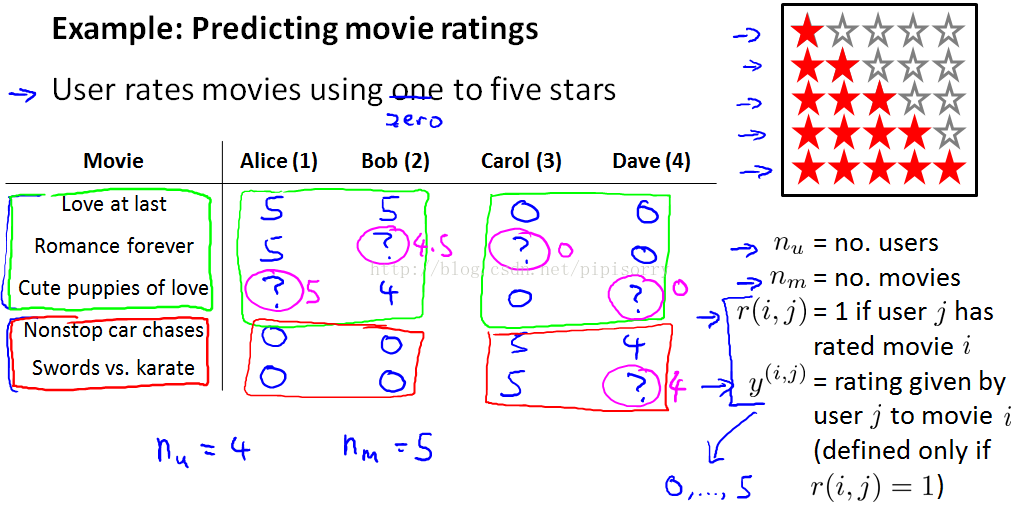 Example: Predicting movie ratings
→ User rates movies using one to five stars
zero
Movie Alice (1) Bob (2) Carol (3) Dave (4)
Love at last 5 5 0 0
Romance forever 5 ? 4.5 ? 0 0
Cute puppies of love ? 5 4 0 ? 0
Nonstop car chases 0 0 5 4
Swords vs. karate 0 0 5 ? 4
http://blog.csdn.net/pipisorry
n_u = 4 n_m = 5
→ n_u = no. users
→ n_m = no. movies
→ r(i, j) = 1 if user j has
rated movie i
→ y^(i,j) = rating given by
user j to movie i
(defined only if
r(i, j) = 1)
0,..., 5